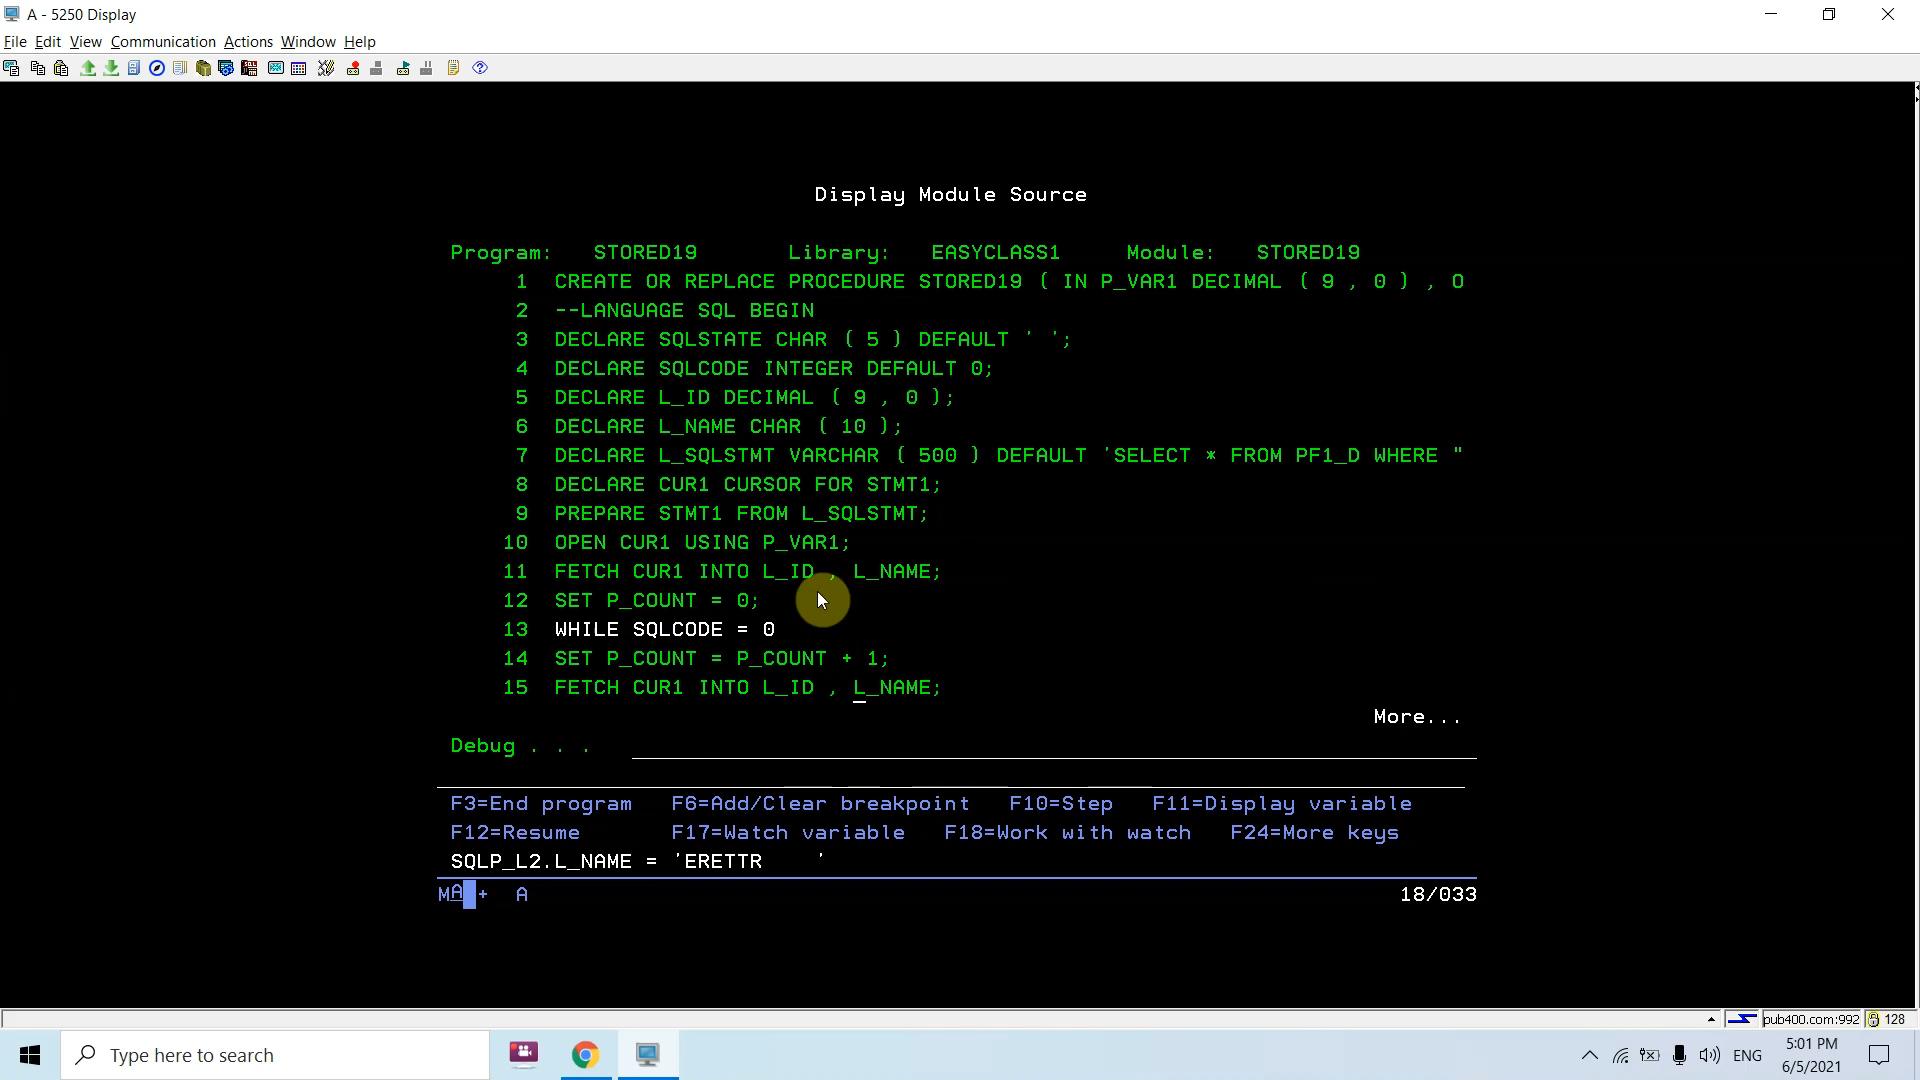 A - 5250 Display
File Edit View Communication Actions Window Help
Display Module Source
Program: STORED19 Library: EASYCLASS1 Module: STORED19
1 CREATE OR REPLACE PROCEDURE STORED19 ( IN P_VAR1 DECIMAL ( 9 , 0 ) , O
2 --LANGUAGE SQL BEGIN
3 DECLARE SQLSTATE CHAR ( 5 ) DEFAULT ' ';
4 DECLARE SQLCODE INTEGER DEFAULT 0;
5 DECLARE L_ID DECIMAL ( 9 , 0 );
6 DECLARE L_NAME CHAR ( 10 );
7 DECLARE L_SQLSTMT VARCHAR ( 500 ) DEFAULT 'SELECT * FROM PF1_D WHERE "
8 DECLARE CUR1 CURSOR FOR STMT1;
9 PREPARE STMT1 FROM L_SQLSTMT;
10 OPEN CUR1 USING P_VAR1;
11 FETCH CUR1 INTO L_ID , L_NAME;
12 SET P_COUNT = 0;
13 WHILE SQLCODE = 0
14 SET P_COUNT = P_COUNT + 1;
15 FETCH CUR1 INTO L_ID , L_NAME;
More...
Debug . . .
F3=End program F6=Add/Clear breakpoint F10=Step F11=Display variable
F12=Resume F17=Watch variable F18=Work with watch F24=More keys
SQLP_L2.L_NAME = 'ERETTR    '
MA + A 18/033
pub400.com:992 128
Type here to search
ENG
5:01 PM
6/5/2021